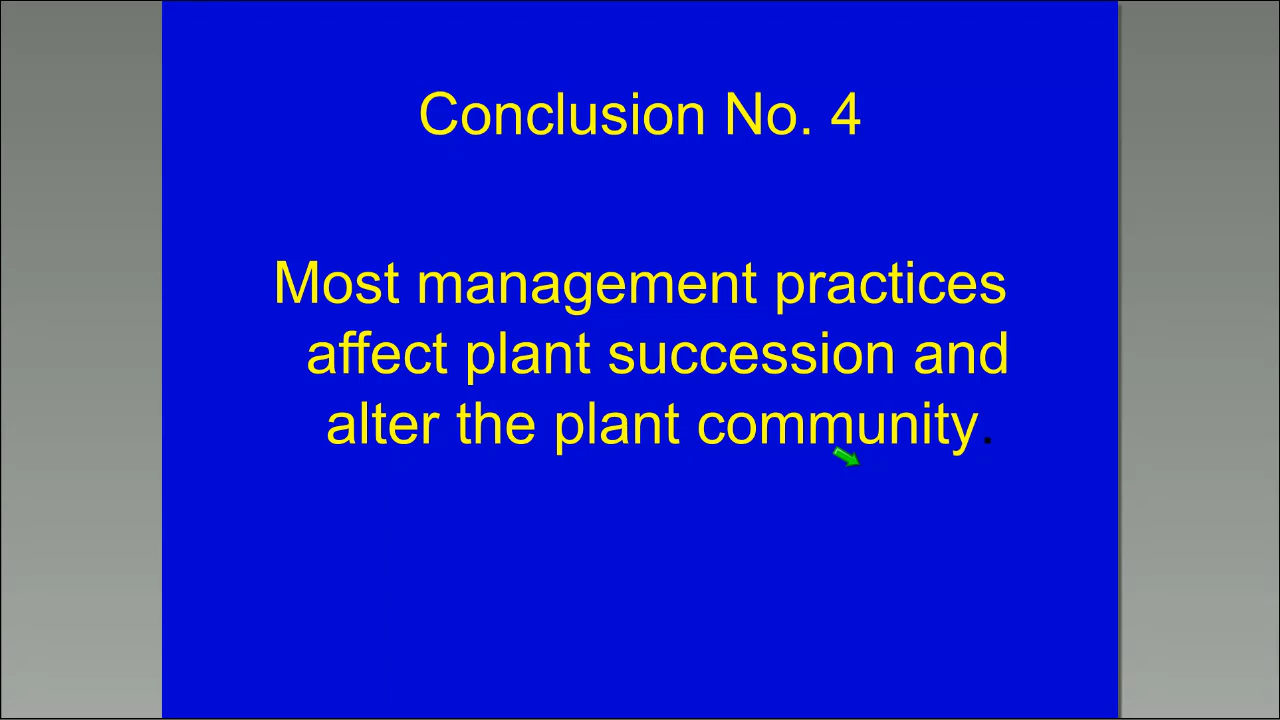 Conclusion No. 4
Most management practices
affect plant succession and
alter the plant community.